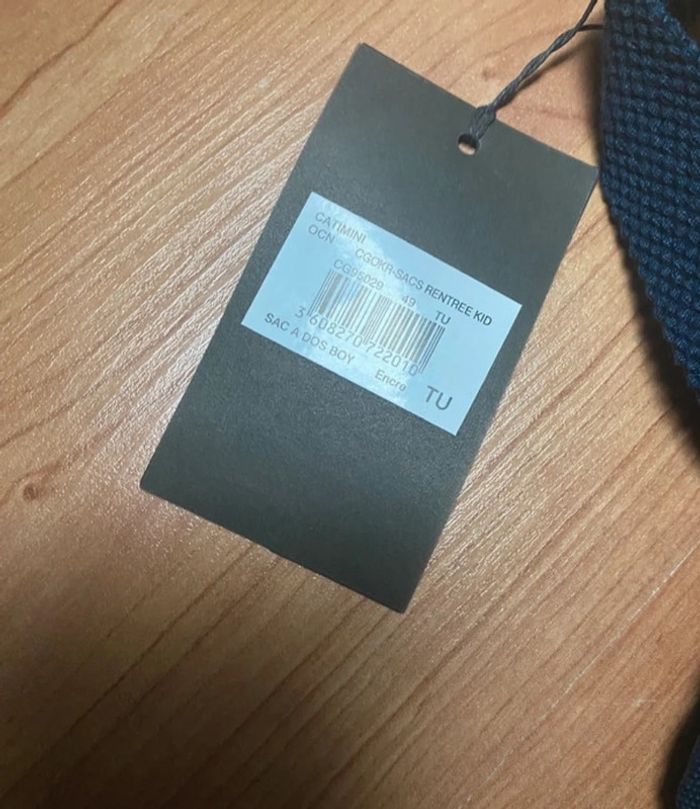 CATIMINI
OCN CGOKR-SACS RENTREE KID
CG95029 49 TU
3 608270 722010
SAC A DOS BOY Encre TU